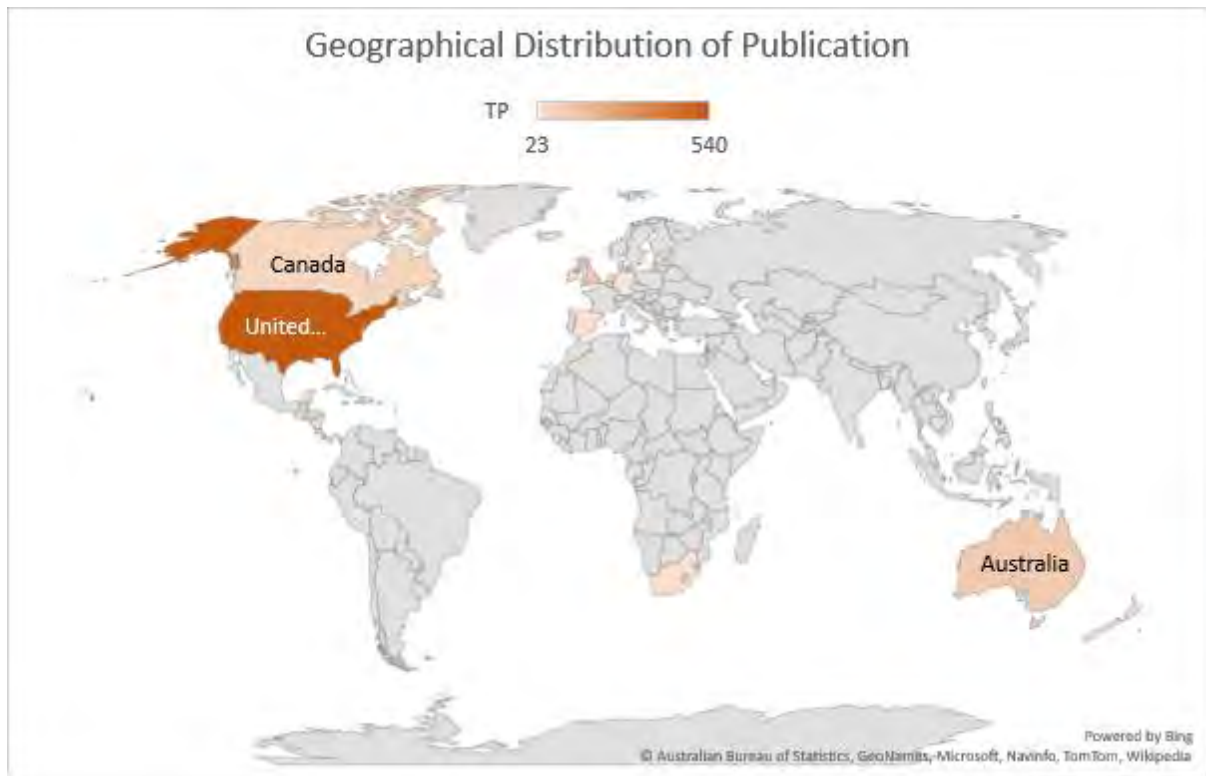 Geographical Distribution of Publication
TP
23 540
Canada
United...
Australia
Powered by Bing
© Australian Bureau of Statistics, GeoNames, Microsoft, Navinfo, TomTom, Wikipedia